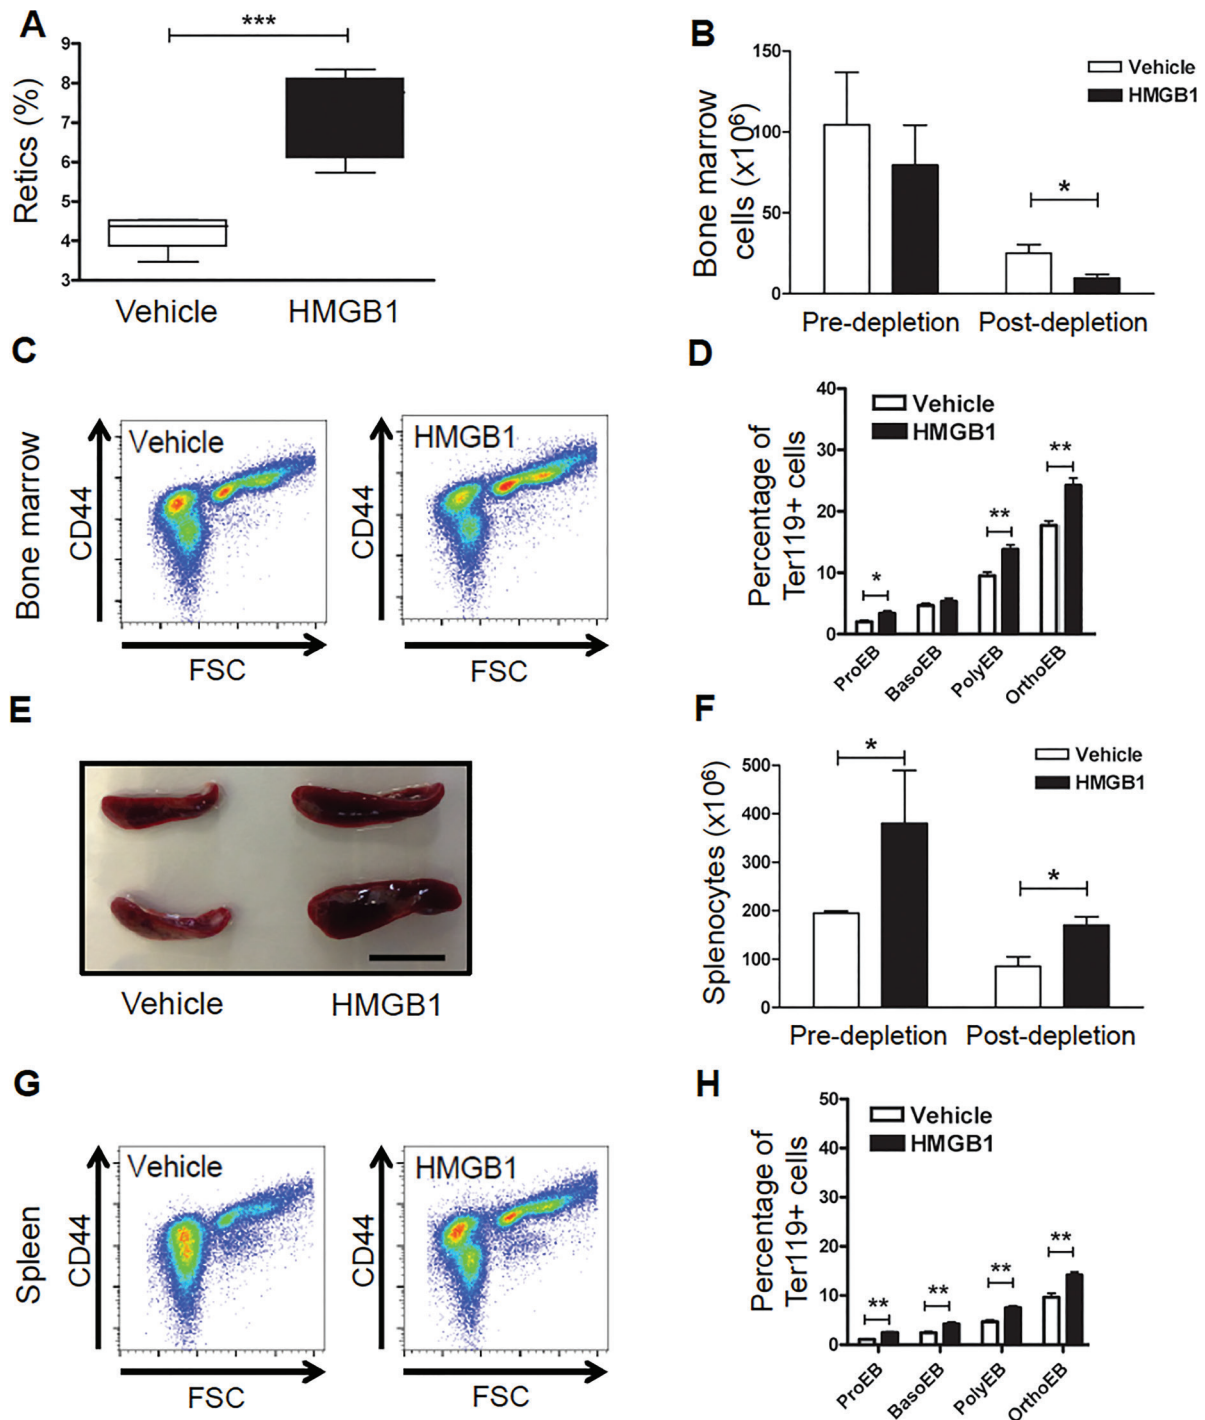 A
***
Retics (%)
9
8
7
6
5
4
3
Vehicle
HMGB1
B
Bone marrow
cells (x10⁶)
150
100
50
0
Vehicle
HMGB1
*
Pre-depletion
Post-depletion
C
Bone marrow
CD44
Vehicle
FSC
CD44
HMGB1
FSC
D
Percentage of
Ter119+ cells
40
30
20
10
0
Vehicle
HMGB1
*
**
**
ProEB
BasoEB
PolyEB
OrthoEB
E
Vehicle
HMGB1
F
Splenocytes (x10⁶)
500
400
300
200
100
0
Vehicle
HMGB1
*
*
Pre-depletion
Post-depletion
G
Spleen
CD44
Vehicle
FSC
CD44
HMGB1
FSC
H
Percentage of
Ter119+ cells
50
40
30
20
10
0
Vehicle
HMGB1
**
**
**
**
ProEB
BasoEB
PolyEB
OrthoEB